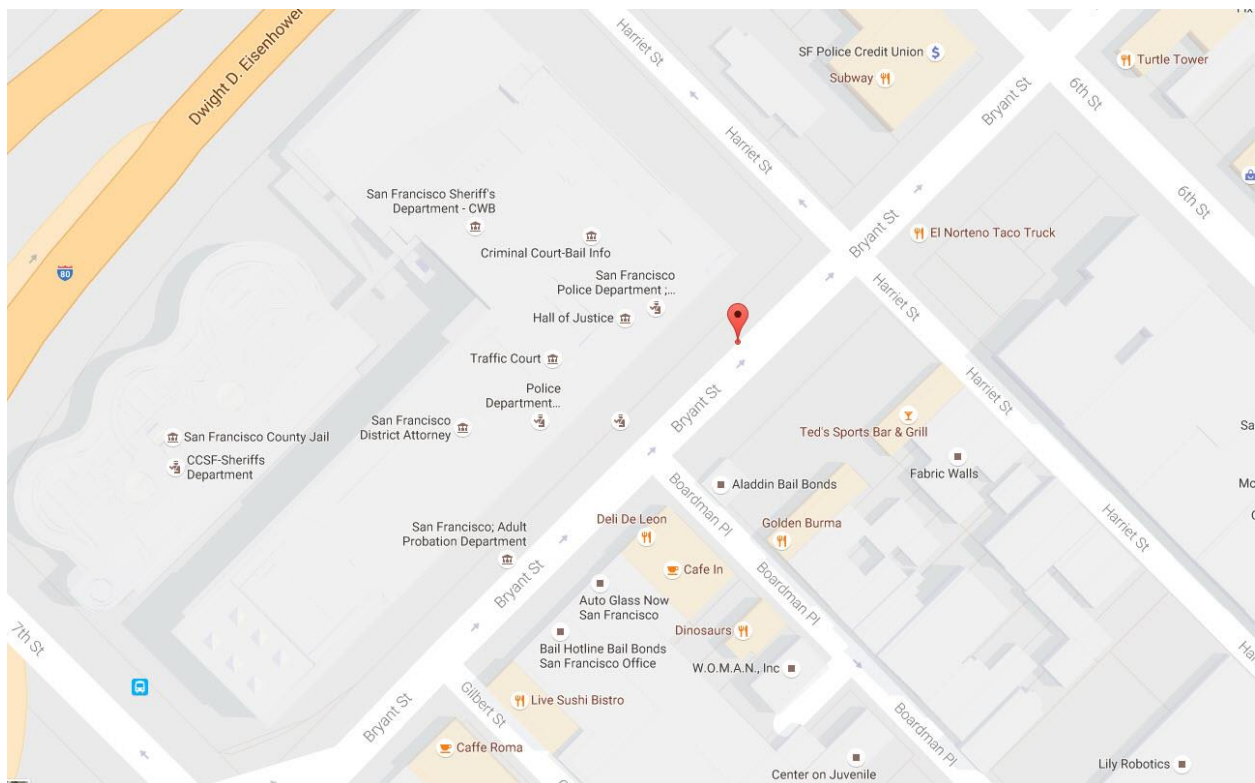 Harriet St
SF Police Credit Union
Subway
Turtle Tower
Dwight D. Eisenhower
Bryant St
6th St
Harriet St
San Francisco Sheriff's
Department - CWB
6th St
Bryant St
El Norteno Taco Truck
Criminal Court-Bail Info
80
San Francisco
Police Department ;...
Harriet St
Hall of Justice
Traffic Court
Police
Department...
Bryant St
Harriet St
San Francisco
District Attorney
Ted's Sports Bar & Grill
San Francisco County Jail
CCSF-Sheriffs
Department
Fabric Walls
Aladdin Bail Bonds
Boardman Pl
Deli De Leon
Golden Burma
San Francisco; Adult
Probation Department
Harriet St
Cafe In
Bryant St
Boardman Pl
Auto Glass Now
San Francisco
7th St
Dinosaurs
Bail Hotline Bail Bonds
San Francisco Office
W.O.M.A.N., Inc
Gilbert St
Live Sushi Bistro
Bryant St
Boardman Pl
Caffe Roma
Center on Juvenile
Lily Robotics